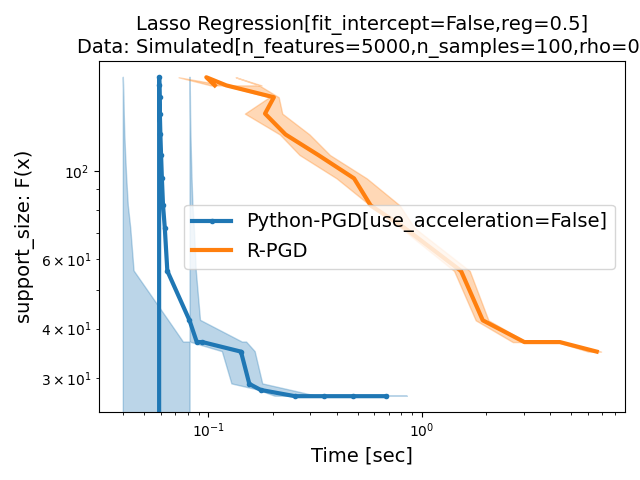 Lasso Regression[fit_intercept=False,reg=0.5]
Data: Simulated[n_features=5000,n_samples=100,rho=0
support_size: F(x)
10²
6 × 10¹
4 × 10¹
3 × 10¹
Python-PGD[use_acceleration=False]
R-PGD
10⁻¹
10⁰
Time [sec]